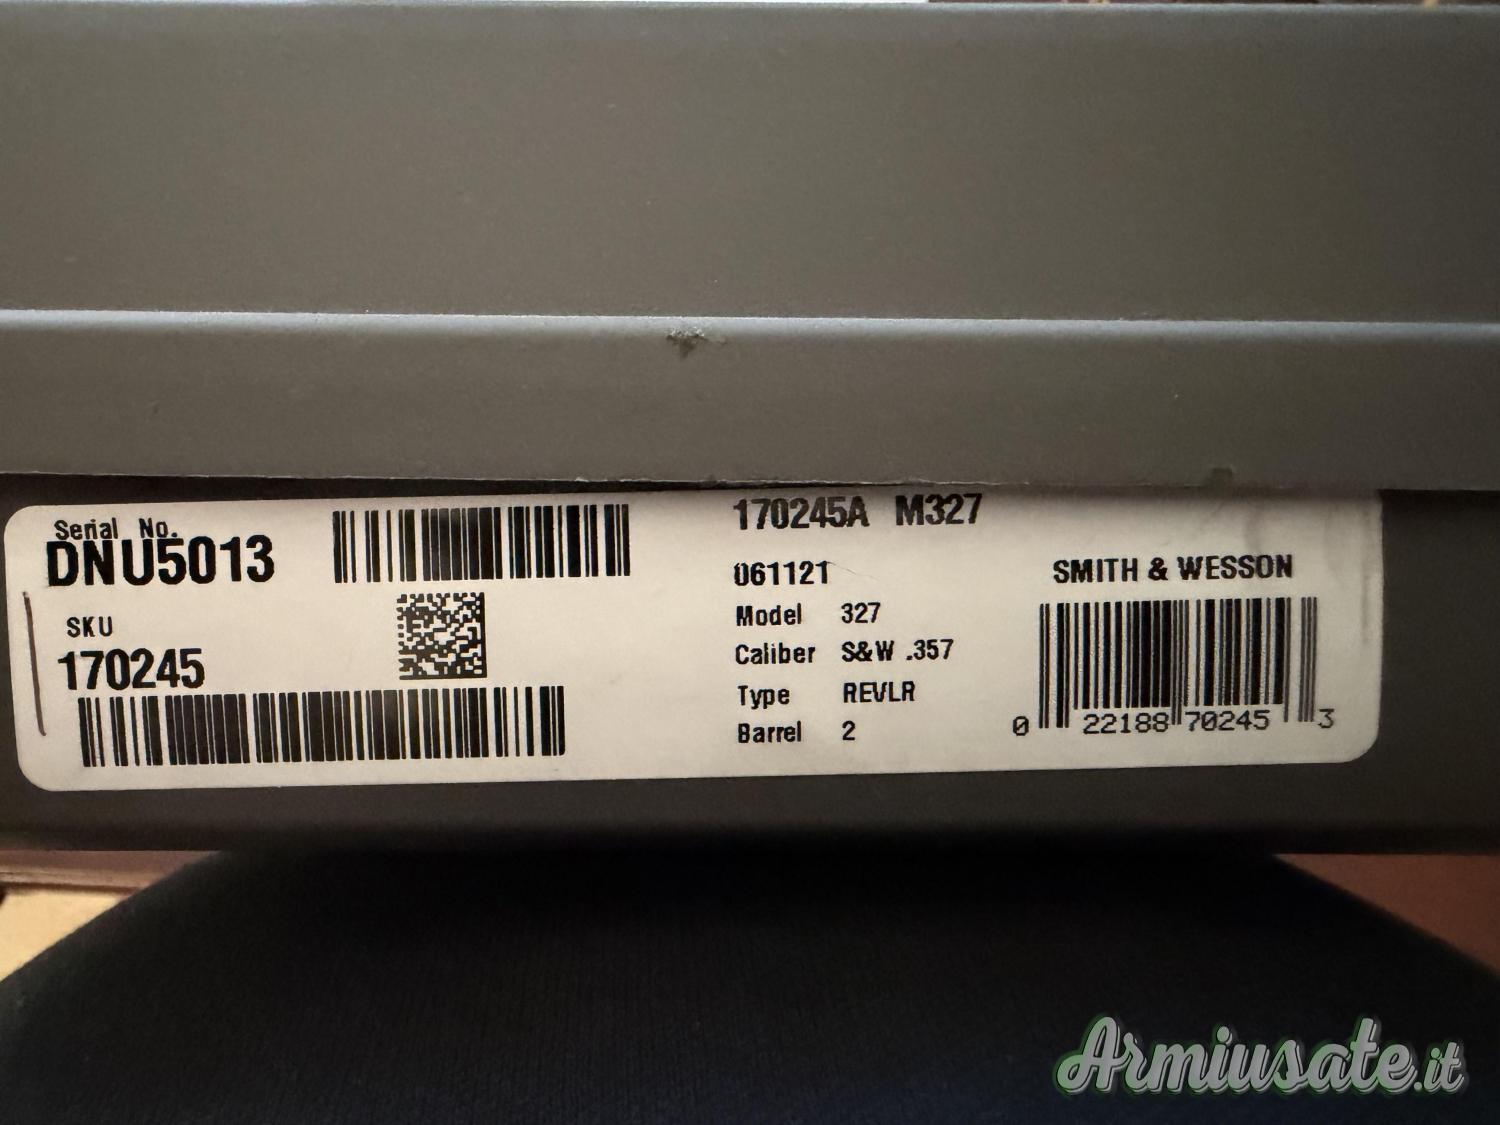 Serial No.
DNU5013
SKU
170245
170245A M327
061121
Model 327
Caliber S&W .357
Type REVLR
Barrel 2
SMITH & WESSON
0 22188 70245 3
Armiusate.it